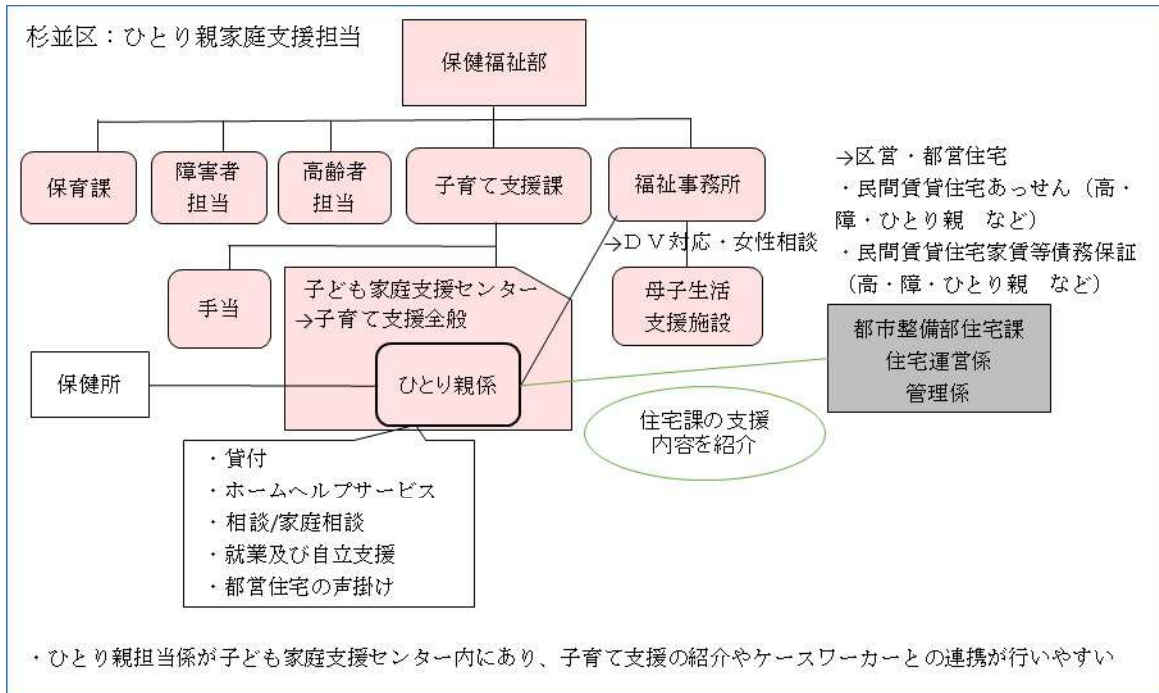 杉並区：ひとり親家庭支援担当
保健福祉部
保育課
障害者
担当
高齢者
担当
子育て支援課
福祉事務所
→区営・都営住宅
・民間賃貸住宅あっせん（高・
障・ひとり親　など）
・民間賃貸住宅家賃等債務保証
（高・障・ひとり親　など）
→ＤＶ対応・女性相談
手当
子ども家庭支援センター
→子育て支援全般
母子生活
支援施設
都市整備部住宅課
住宅運営係
管理係
保健所
ひとり親係
住宅課の支援
内容を紹介
・貸付
・ホームヘルプサービス
・相談/家庭相談
・就業及び自立支援
・都営住宅の声掛け
・ひとり親担当係が子ども家庭支援センター内にあり、子育て支援の紹介やケースワーカーとの連携が行いやすい